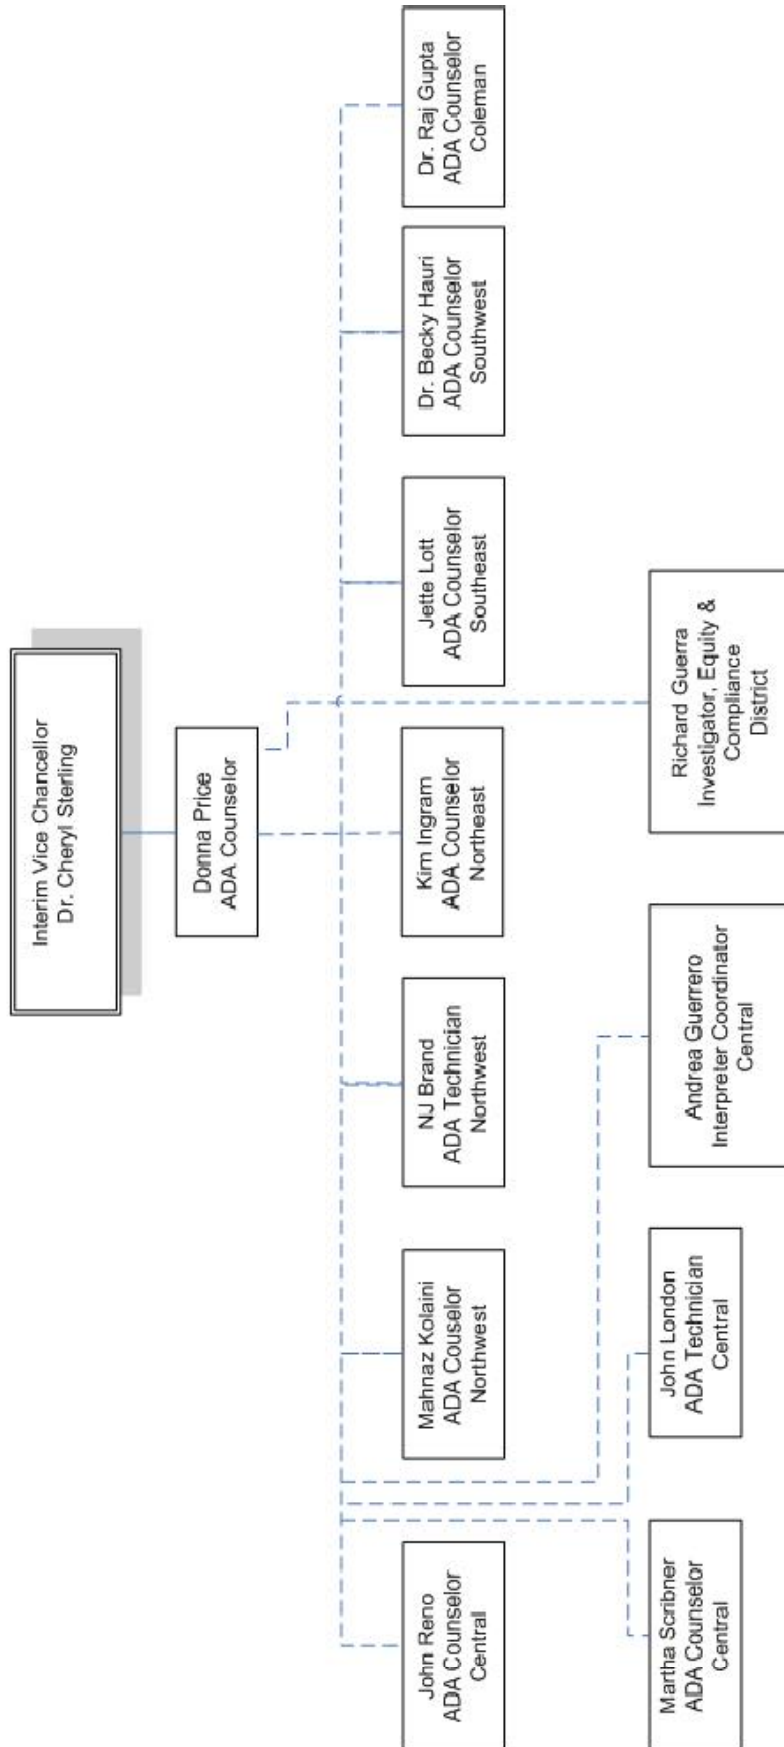 Interim Vice Chancellor
Dr. Cheryl Sterling
Donna Price
ADA Counselor
John Reno
ADA Counselor
Central
Mahnaz Kolaini
ADA Couselor
Northwest
NJ Brand
ADA Technician
Northwest
Kim Ingram
ADA Counselor
Northeast
Jette Lott
ADA Counselor
Southeast
Dr. Becky Hauri
ADA Counselor
Southwest
Dr. Raj Gupta
ADA Counselor
Coleman
Martha Scribner
ADA Counselor
Central
John London
ADA Technician
Central
Andrea Guerrero
Interpreter Coordinator
Central
Richard Guerra
Investigator, Equity &
Compliance
District